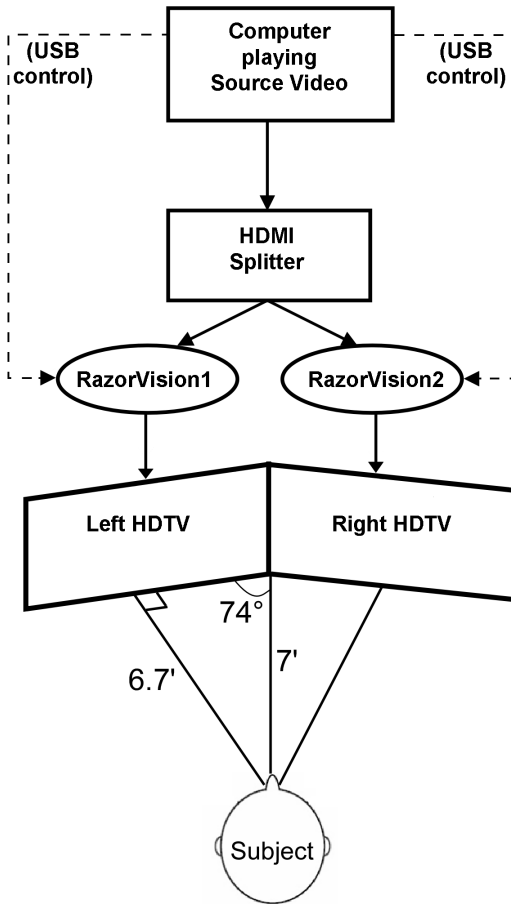 Computer
playing
Source Video
(USB
control)
(USB
control)
HDMI
Splitter
RazorVision1
RazorVision2
Left HDTV
Right HDTV
74°
7'
6.7'
Subject